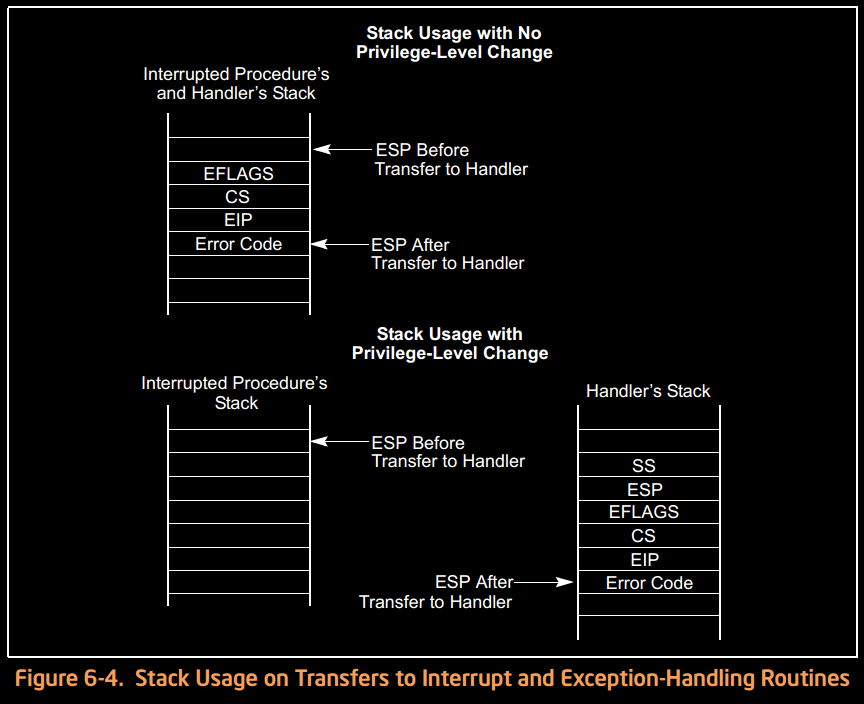 Stack Usage with No
Privilege-Level Change
Interrupted Procedure's
and Handler's Stack
ESP Before
Transfer to Handler
EFLAGS
CS
EIP
Error Code
ESP After
Transfer to Handler
Stack Usage with
Privilege-Level Change
Interrupted Procedure's
Stack
Handler's Stack
ESP Before
Transfer to Handler
SS
ESP
EFLAGS
CS
EIP
ESP After
Transfer to Handler
Error Code
Figure 6-4. Stack Usage on Transfers to Interrupt and Exception-Handling Routines